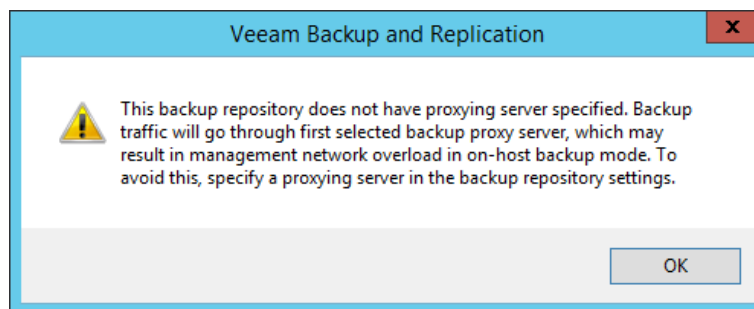 Veeam Backup and Replication
x
This backup repository does not have proxying server specified. Backup
traffic will go through first selected backup proxy server, which may
result in management network overload in on-host backup mode. To
avoid this, specify a proxying server in the backup repository settings.
OK